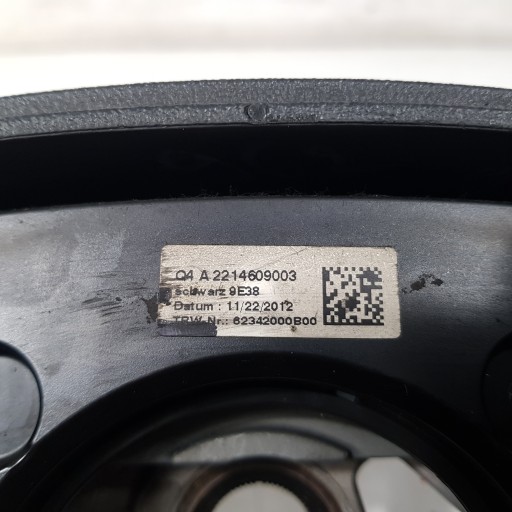 Q4 A 2214609003
schwarz 9E38
Datum : 11/22/2012
TRW-Nr.: 62342000B00